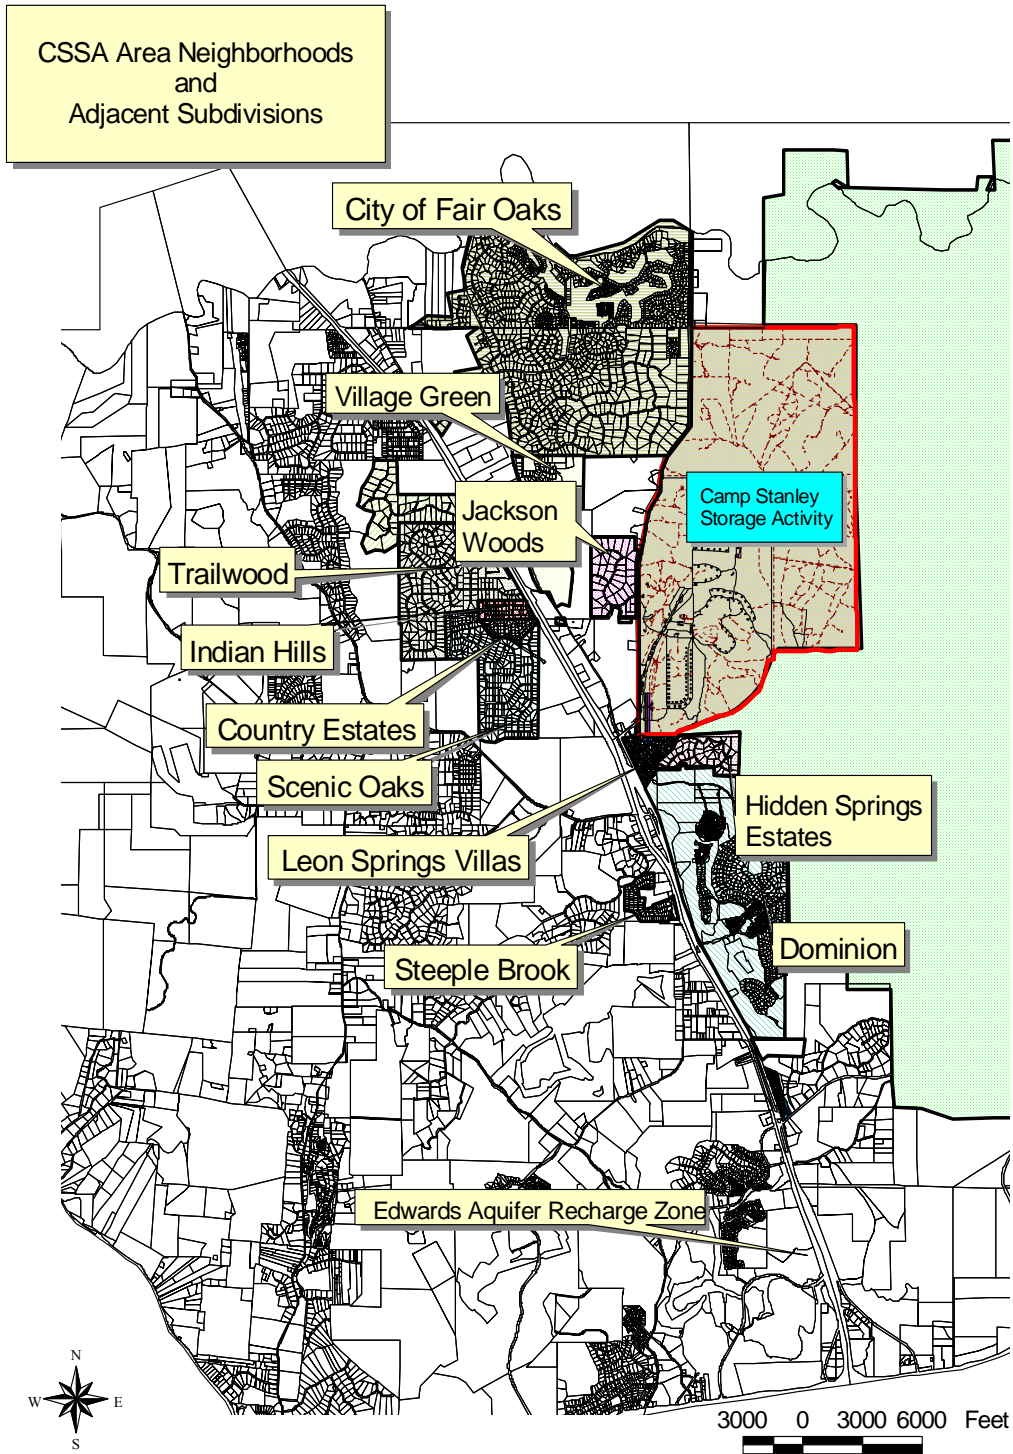 CSSA Area Neighborhoods
and
Adjacent Subdivisions
City of Fair Oaks
Village Green
Jackson
Woods
Camp Stanley
Storage Activity
Trailwood
Indian Hills
Country Estates
Scenic Oaks
Hidden Springs
Estates
Leon Springs Villas
Dominion
Steeple Brook
Edwards Aquifer Recharge Zone
N
W E
S
3000 0 3000 6000 Feet